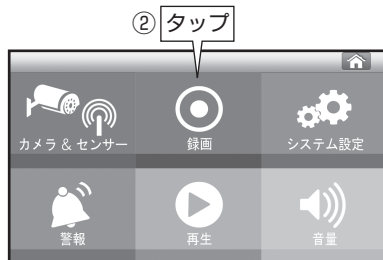 ② タップ
カメラ & センサー
録画
システム設定
警報
再生
音量